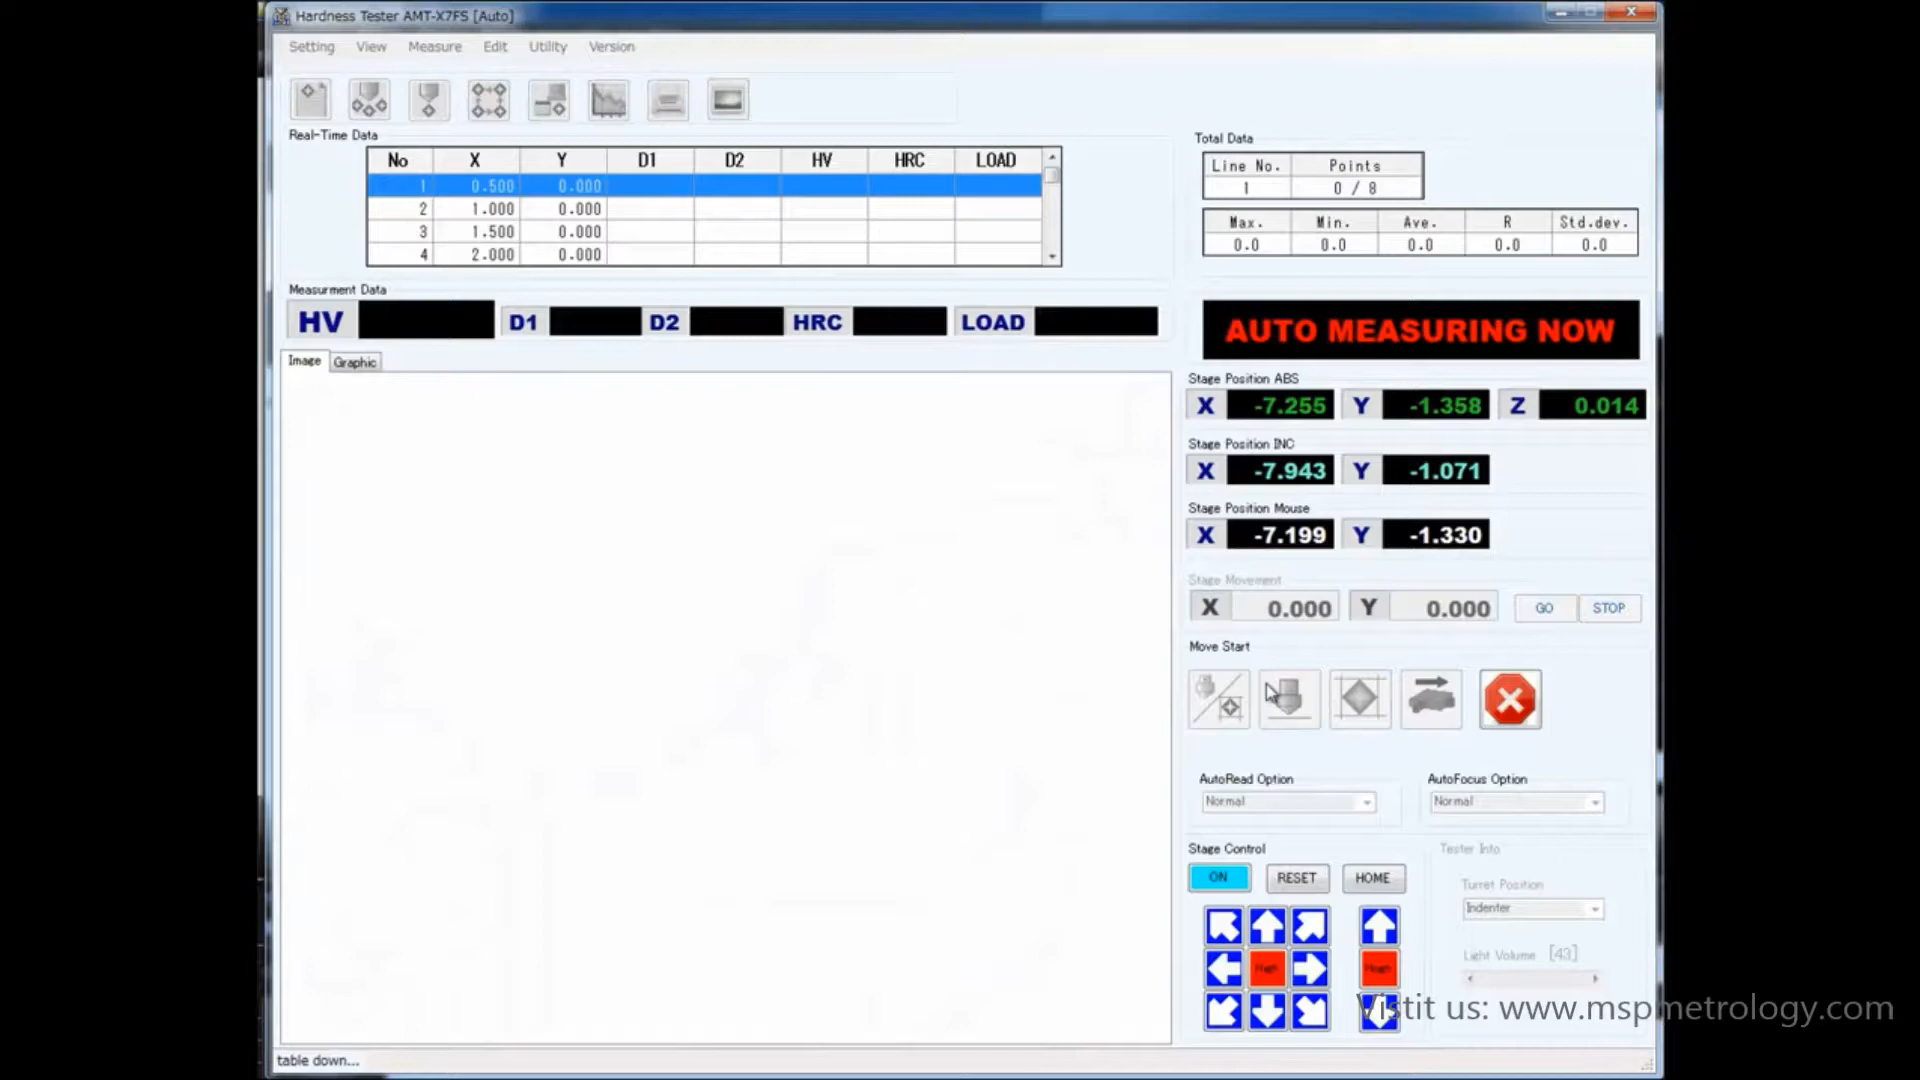 Hardness Tester AMT-X7FS [Auto]
Setting View Measure Edit Utility Version
Real-Time Data
No X Y D1 D2 HV HRC LOAD
1 0.500 0.000
2 1.000 0.000
3 1.500 0.000
4 2.000 0.000
Total Data
Line No. Points
1 0 / 8
Max. Min. Ave. R Std.dev.
0.0 0.0 0.0 0.0 0.0
Measurment Data
HV D1 D2 HRC LOAD
AUTO MEASURING NOW
Image Graphic
Stage Position ABS
X -7.255 Y -1.358 Z 0.014
Stage Position INC
X -7.943 Y -1.071
Stage Position Mouse
X -7.199 Y -1.330
Stage Movement
X 0.000 Y 0.000 GO STOP
Move Start
AutoRead Option AutoFocus Option
Normal Normal
Stage Control
ON RESET HOME
High
Tester Info
Turret Position
Indenter
Light Volume [43]
Vistit us: www.mspmetrology.com
table down...